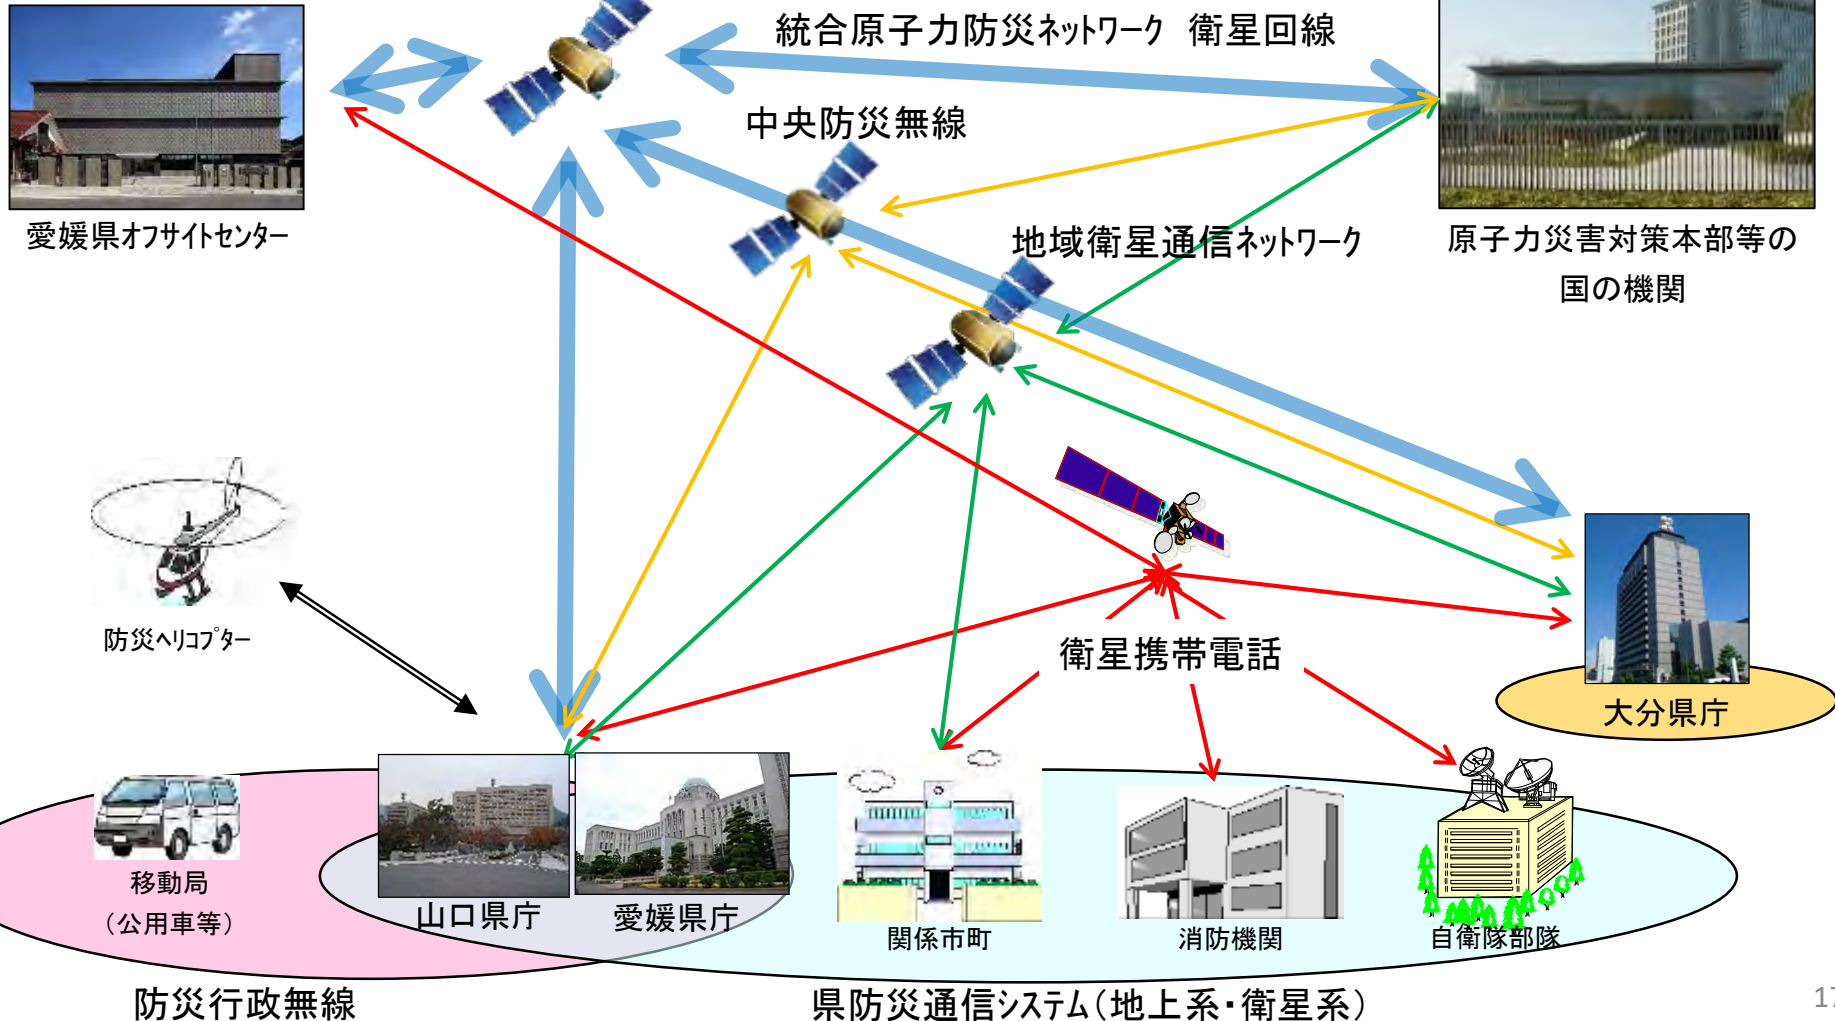 統合原子力防災ネットワーク 衛星回線
中央防災無線
愛媛県オフサイトセンター
地域衛星通信ネットワーク
原子力災害対策本部等の
国の機関
防災ヘリコプター
衛星携帯電話
大分県庁
移動局
（公用車等）
山口県庁
愛媛県庁
関係市町
消防機関
自衛隊部隊
防災行政無線
県防災通信システム（地上系・衛星系）
17